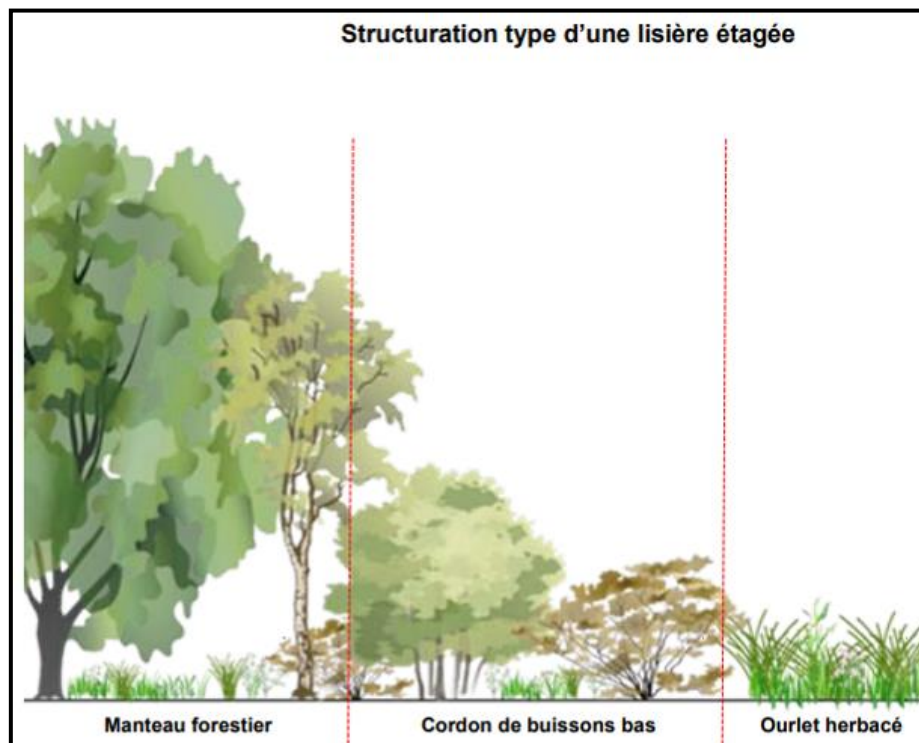 Structuration type d'une lisière étagée
Manteau forestier
Cordon de buissons bas
Ourlet herbacé